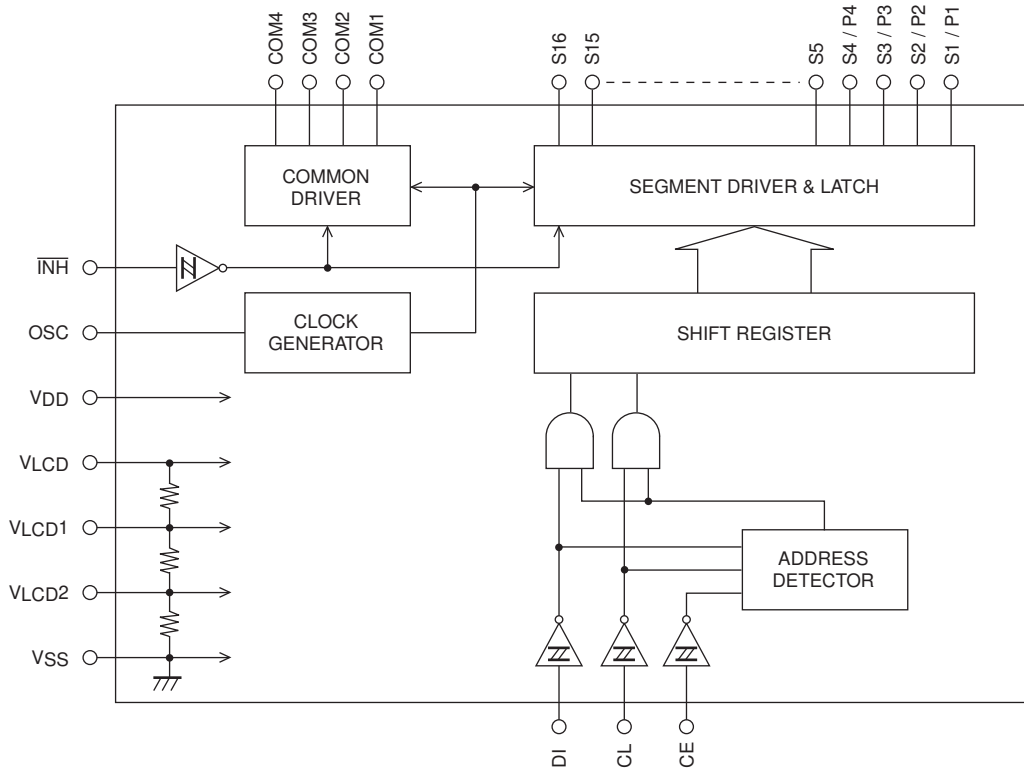 COM4
COM3
COM2
COM1
S16
S15
S5
S4 / P4
S3 / P3
S2 / P2
S1 / P1
COMMON
DRIVER
SEGMENT DRIVER & LATCH
INH
OSC
CLOCK
GENERATOR
SHIFT REGISTER
VDD
VLCD
VLCD1
ADDRESS
DETECTOR
VLCD2
VSS
DI
CL
CE